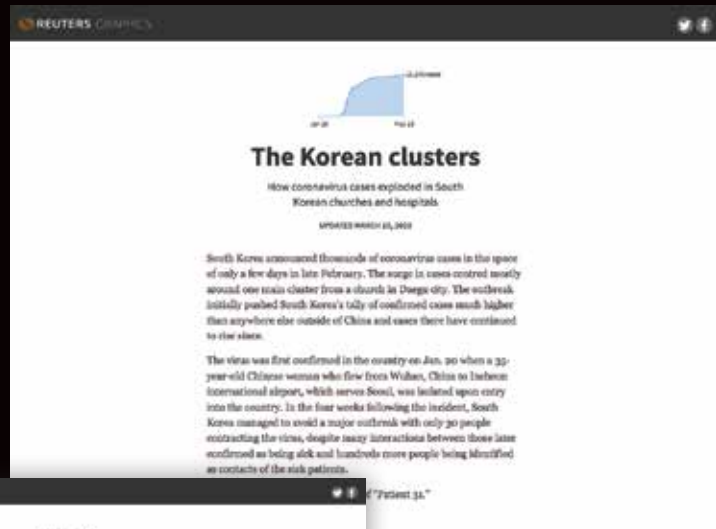 REUTERS GRAPHICS
The Korean clusters
How coronavirus cases exploded in South
Korean churches and hospitals
UPDATED MARCH 20, 2020
South Korea announced thousands of coronavirus cases in the space
of only a few days in late February. The surge in cases centred mostly
around one main cluster from a church in Daegu city. The outbreak
initially pushed South Korea's tally of confirmed cases much higher
than anywhere else outside of China and cases there have continued
to rise since.
The virus was first confirmed in the country on Jan. 20 when a 35-
year-old Chinese woman who flew from Wuhan, China to Incheon
international airport, which serves Seoul, was isolated upon entry
into the country. In the four weeks following the incident, South
Korea managed to avoid a major outbreak with only 30 people
contracting the virus, despite many interactions between those later
confirmed as being sick and hundreds more people being identified
as contacts of the sick patients.
of "Patient 31."